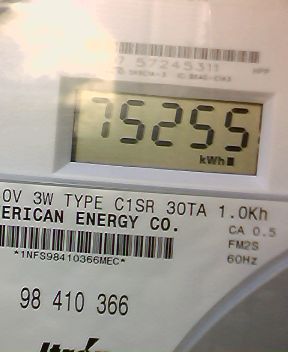 57245311
75255
kWh
0V 3W TYPE C1SR 30TA 1.0Kh
ERICAN ENERGY CO.
CA 0.5
FM2S
*1NFS98410366MEC*
60Hz
98 410 366
Itron